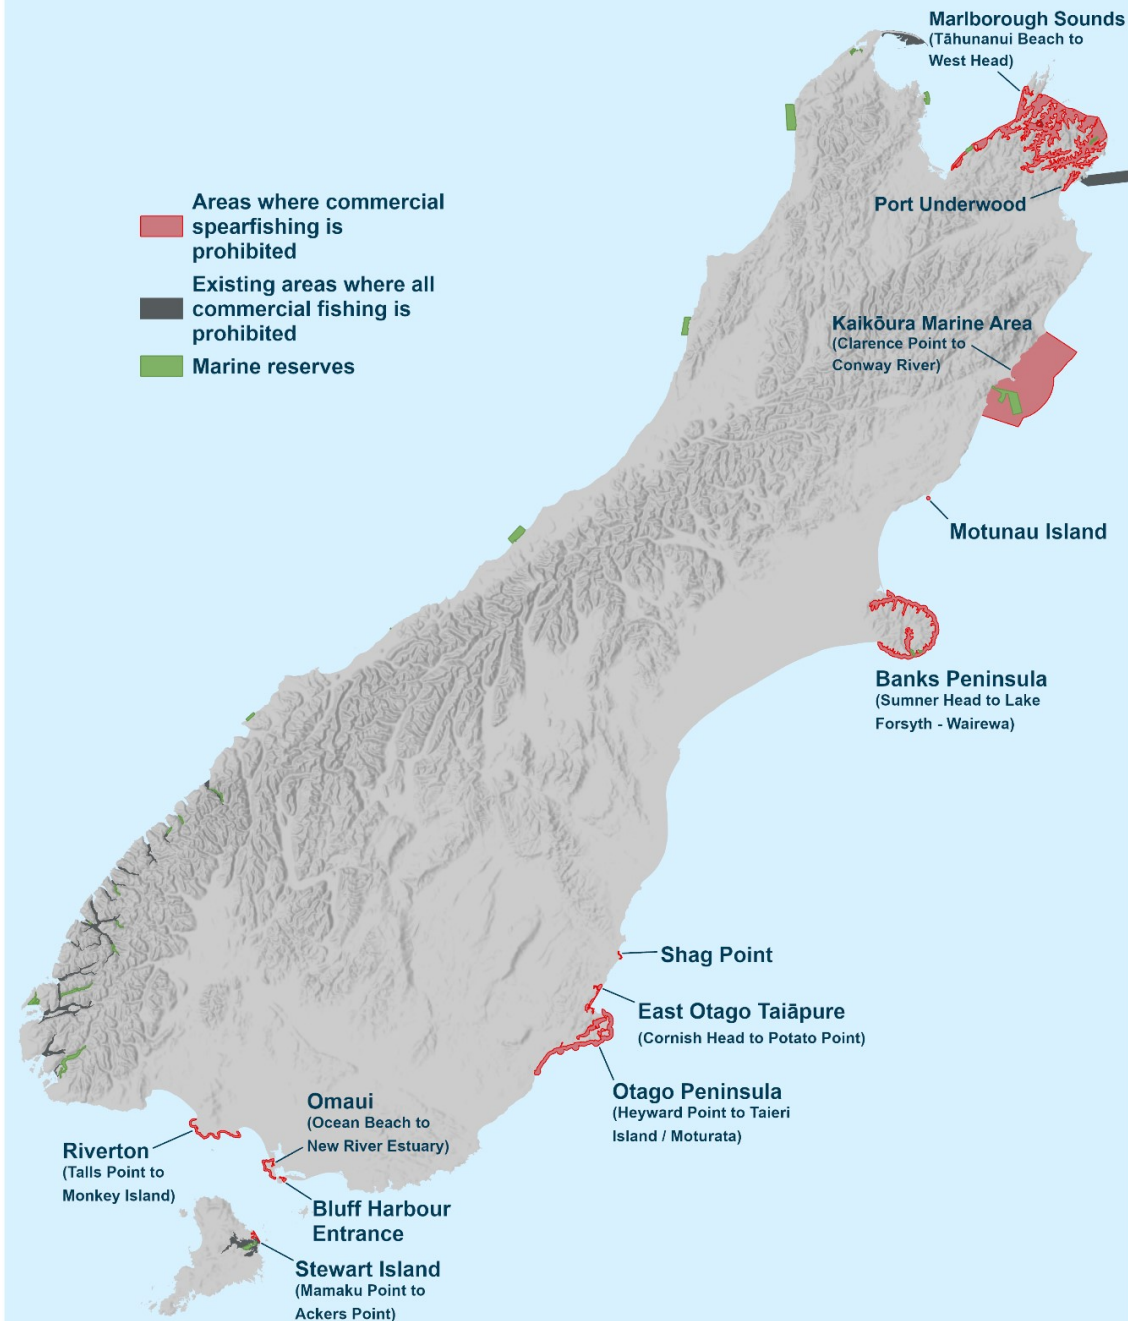 Marlborough Sounds
(Tāhunanui Beach to
West Head)
Areas where commercial
spearfishing is
prohibited
Port Underwood
Existing areas where all
commercial fishing is
prohibited
Marine reserves
Kaikōura Marine Area
(Clarence Point to
Conway River)
Motunau Island
Banks Peninsula
(Sumner Head to Lake
Forsyth - Wairewa)
Shag Point
East Otago Taiāpure
(Cornish Head to Potato Point)
Otago Peninsula
(Heyward Point to Taieri
Island / Moturata)
Omaui
(Ocean Beach to
New River Estuary)
Riverton
(Talls Point to
Monkey Island)
Bluff Harbour
Entrance
Stewart Island
(Mamaku Point to
Ackers Point)